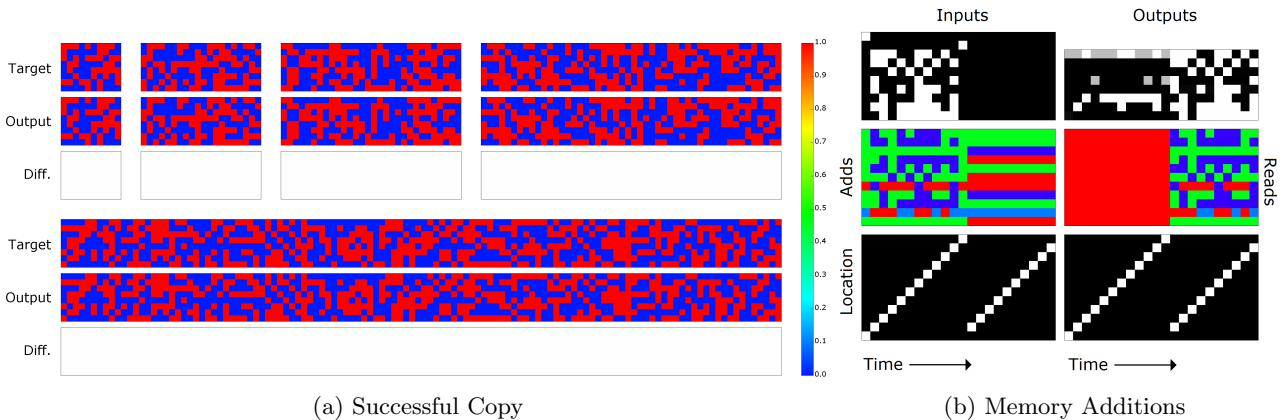 Inputs
Outputs
Target
Output
Diff.
Target
Output
Diff.
1.0
0.9
0.8
0.7
0.6
0.5
0.4
0.3
0.2
0.1
0.0
Adds
Reads
Location
Time
Time
(a) Successful Copy
(b) Memory Additions